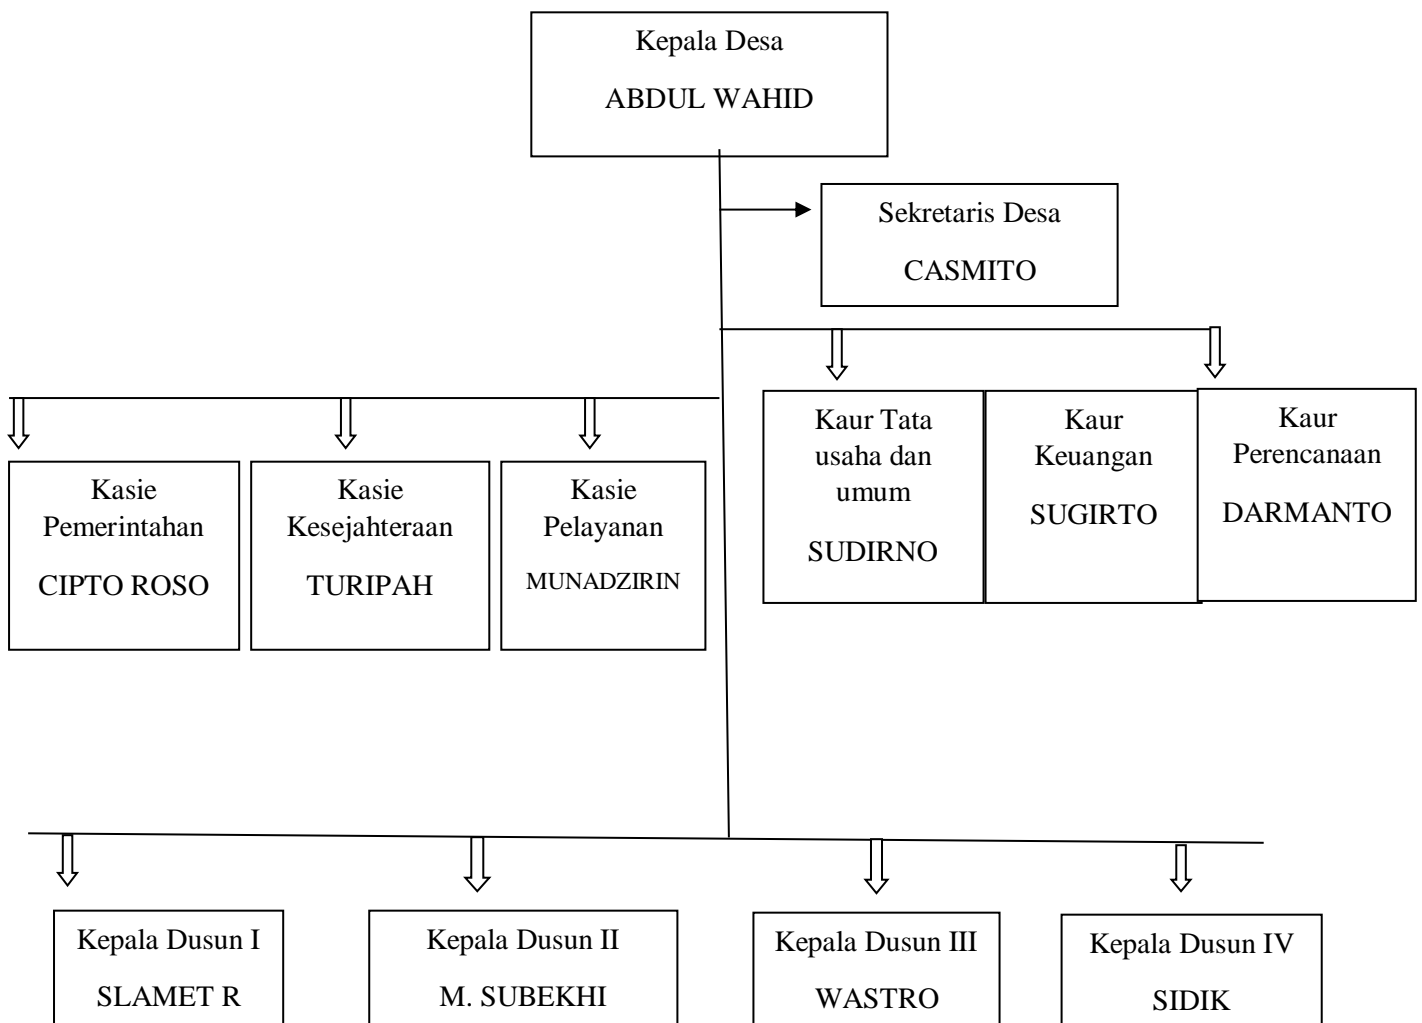 Kepala Desa
ABDUL WAHID
Sekretaris Desa
CASMITO
Kasie
Pemerintahan
CIPTO ROSO
Kasie
Kesejahteraan
TURIPAH
Kasie
Pelayanan
MUNADZIRIN
Kaur Tata
usaha dan
umum
SUDIRNO
Kaur
Keuangan
SUGIRTO
Kaur
Perencanaan
DARMANTO
Kepala Dusun I
SLAMET R
Kepala Dusun II
M. SUBEKHI
Kepala Dusun III
WASTRO
Kepala Dusun IV
SIDIK